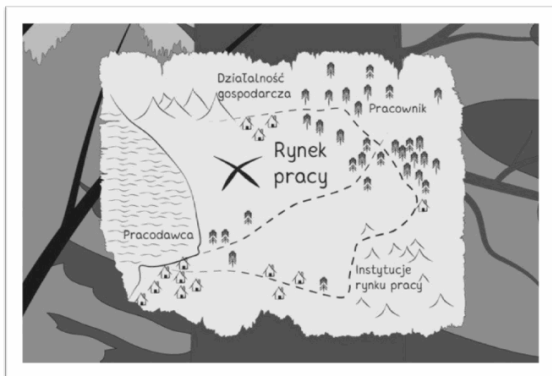 Działalność
gospodarcza
Pracownik
Rynek
pracy
Pracodawca
Instytucje
rynku pracy